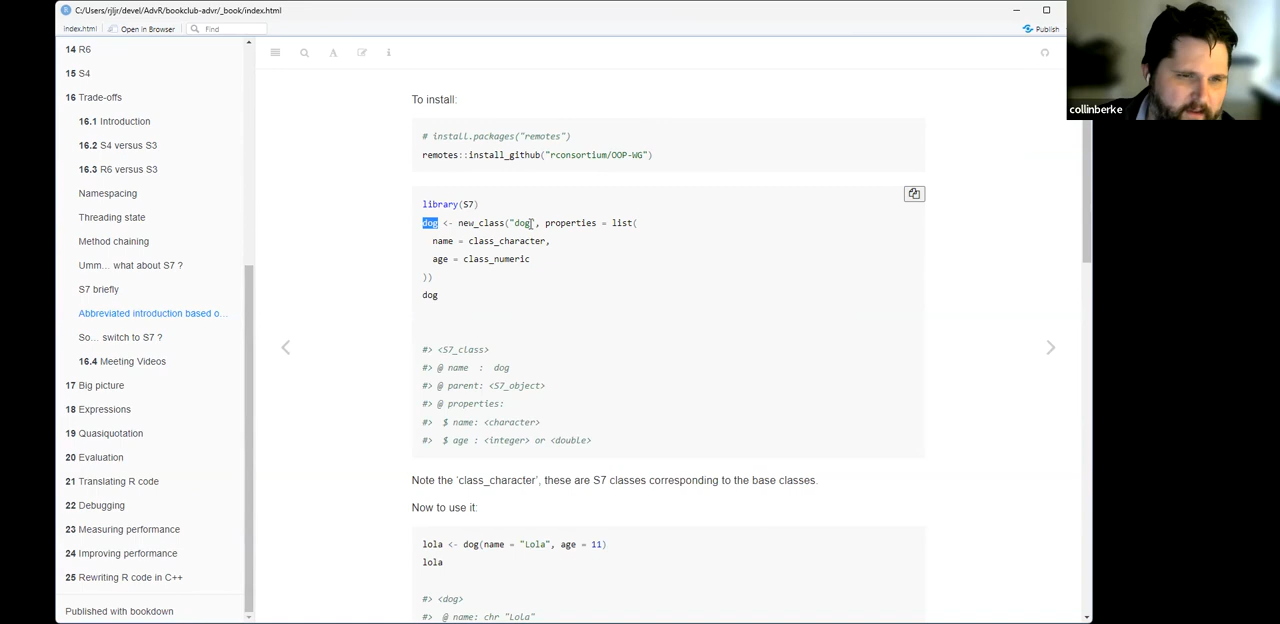 C:/Users/rjljr/devel/AdvR/bookclub-advr/_book/index.html
index.html
Open in Browser
Find
Publish
14 R6
15 S4
16 Trade-offs
16.1 Introduction
16.2 S4 versus S3
16.3 R6 versus S3
Namespacing
Threading state
Method chaining
Umm... what about S7 ?
S7 briefly
Abbreviated introduction based o...
So... switch to S7 ?
16.4 Meeting Videos
17 Big picture
18 Expressions
19 Quasiquotation
20 Evaluation
21 Translating R code
22 Debugging
23 Measuring performance
24 Improving performance
25 Rewriting R code in C++
Published with bookdown
To install:
# install.packages("remotes")
remotes::install_github("rconsortium/OOP-WG")
library(S7)
dog <- new_class("dog", properties = list(
name = class_character,
age = class_numeric
))
dog
#> <S7_class>
#> @ name  :  dog
#> @ parent: <S7_object>
#> @ properties:
#>  $ name: <character>
#>  $ age : <integer> or <double>
Note the ‘class_character’, these are S7 classes corresponding to the base classes.
Now to use it:
lola <- dog(name = "Lola", age = 11)
lola
#> <dog>
#>  @ name: chr "Lola"
collinberke